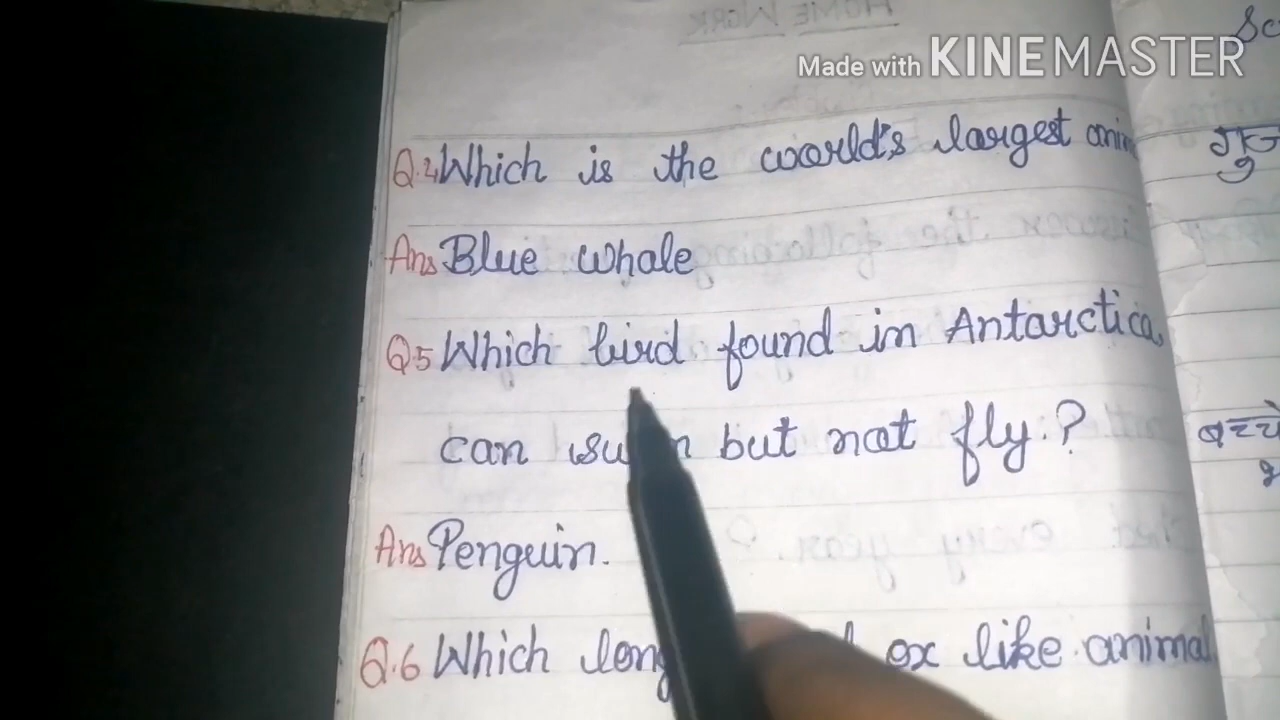 Made with KINEMASTER
Q.4 Which is the world's largest
Ans Blue whale
Q5 Which bird found in Antarctica,
can but not fly.?
Ans Penguin.
Q.6 Which ox like animal